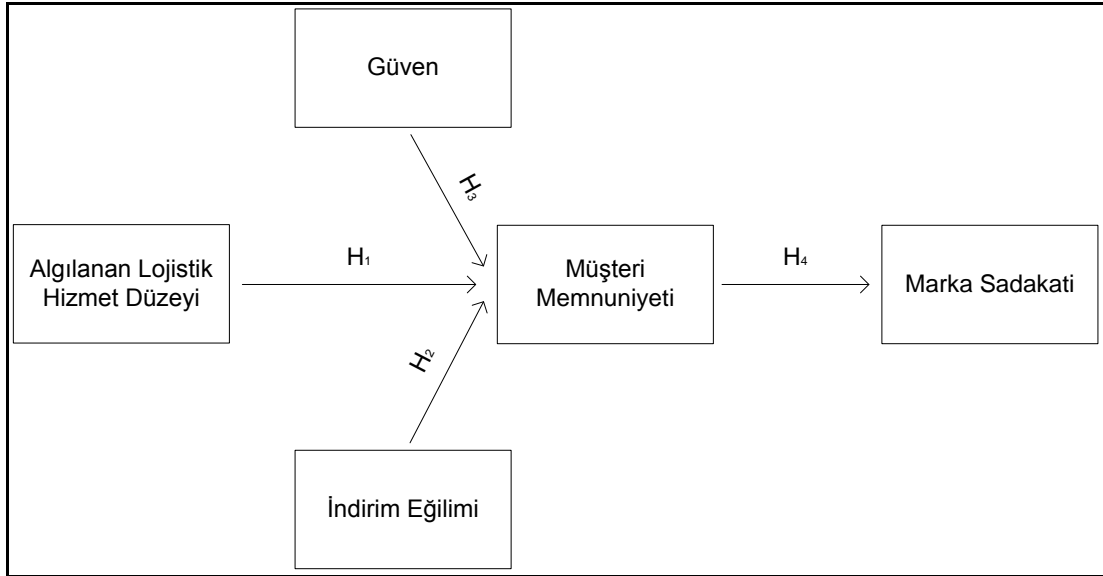 Güven
H₃
Algılanan Lojistik
Hizmet Düzeyi
H₁
Müşteri
Memnuniyeti
H₄
Marka Sadakati
H₂
İndirim Eğilimi